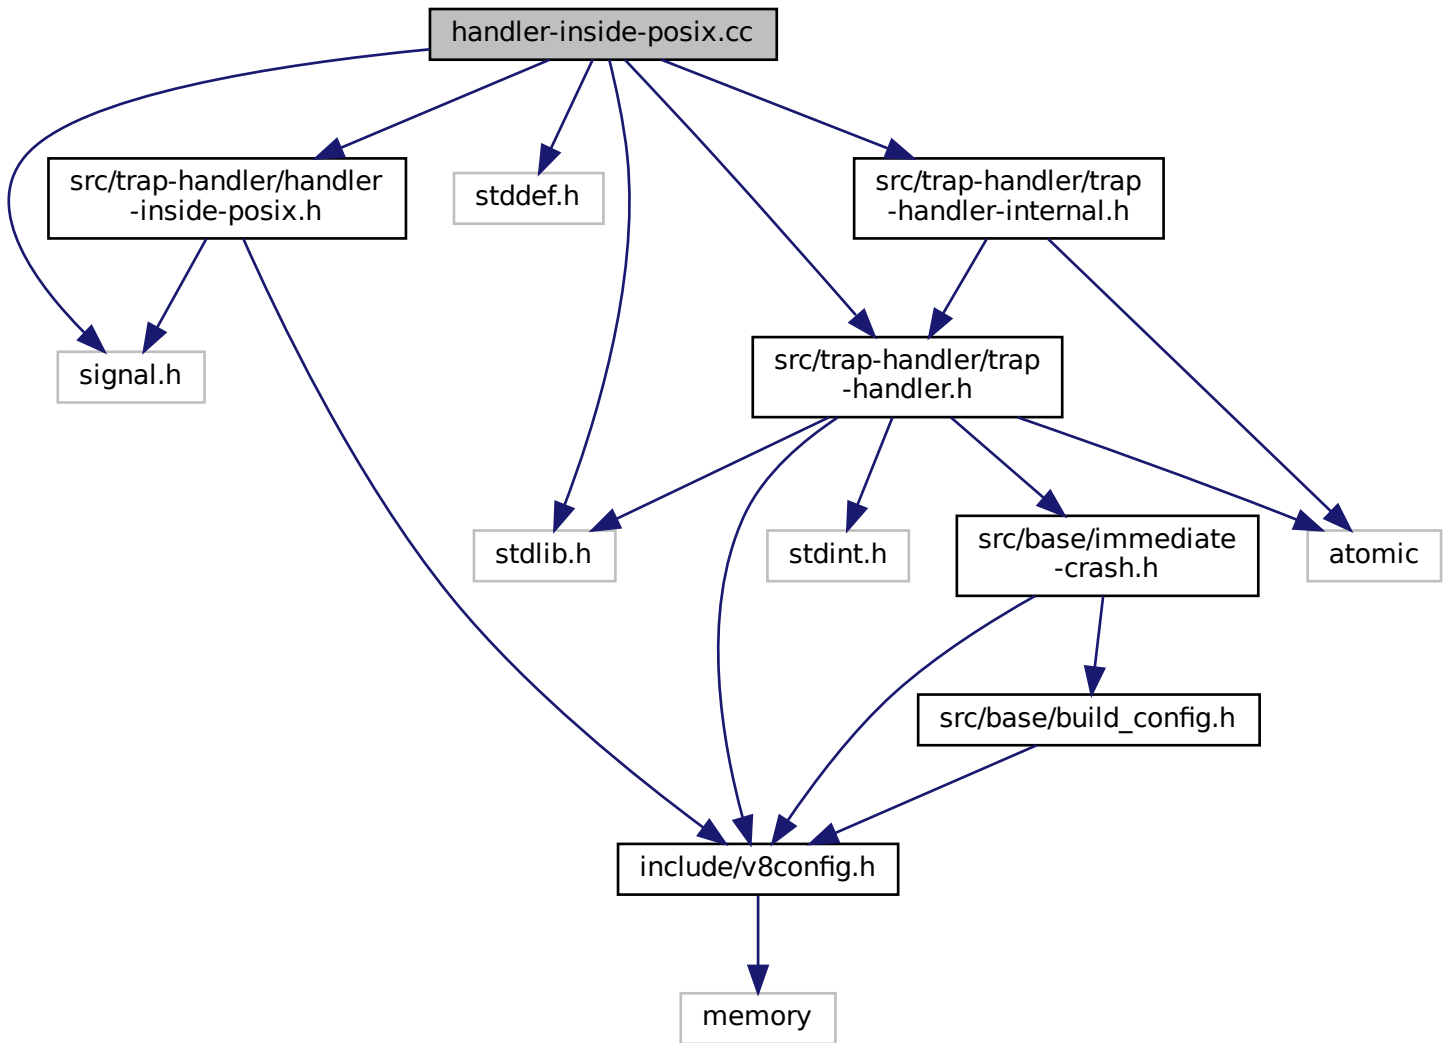 handler-inside-posix.cc
src/trap-handler/handler
-inside-posix.h
stddef.h
src/trap-handler/trap
-handler-internal.h
signal.h
src/trap-handler/trap
-handler.h
stdlib.h
stdint.h
src/base/immediate
-crash.h
atomic
src/base/build_config.h
include/v8config.h
memory